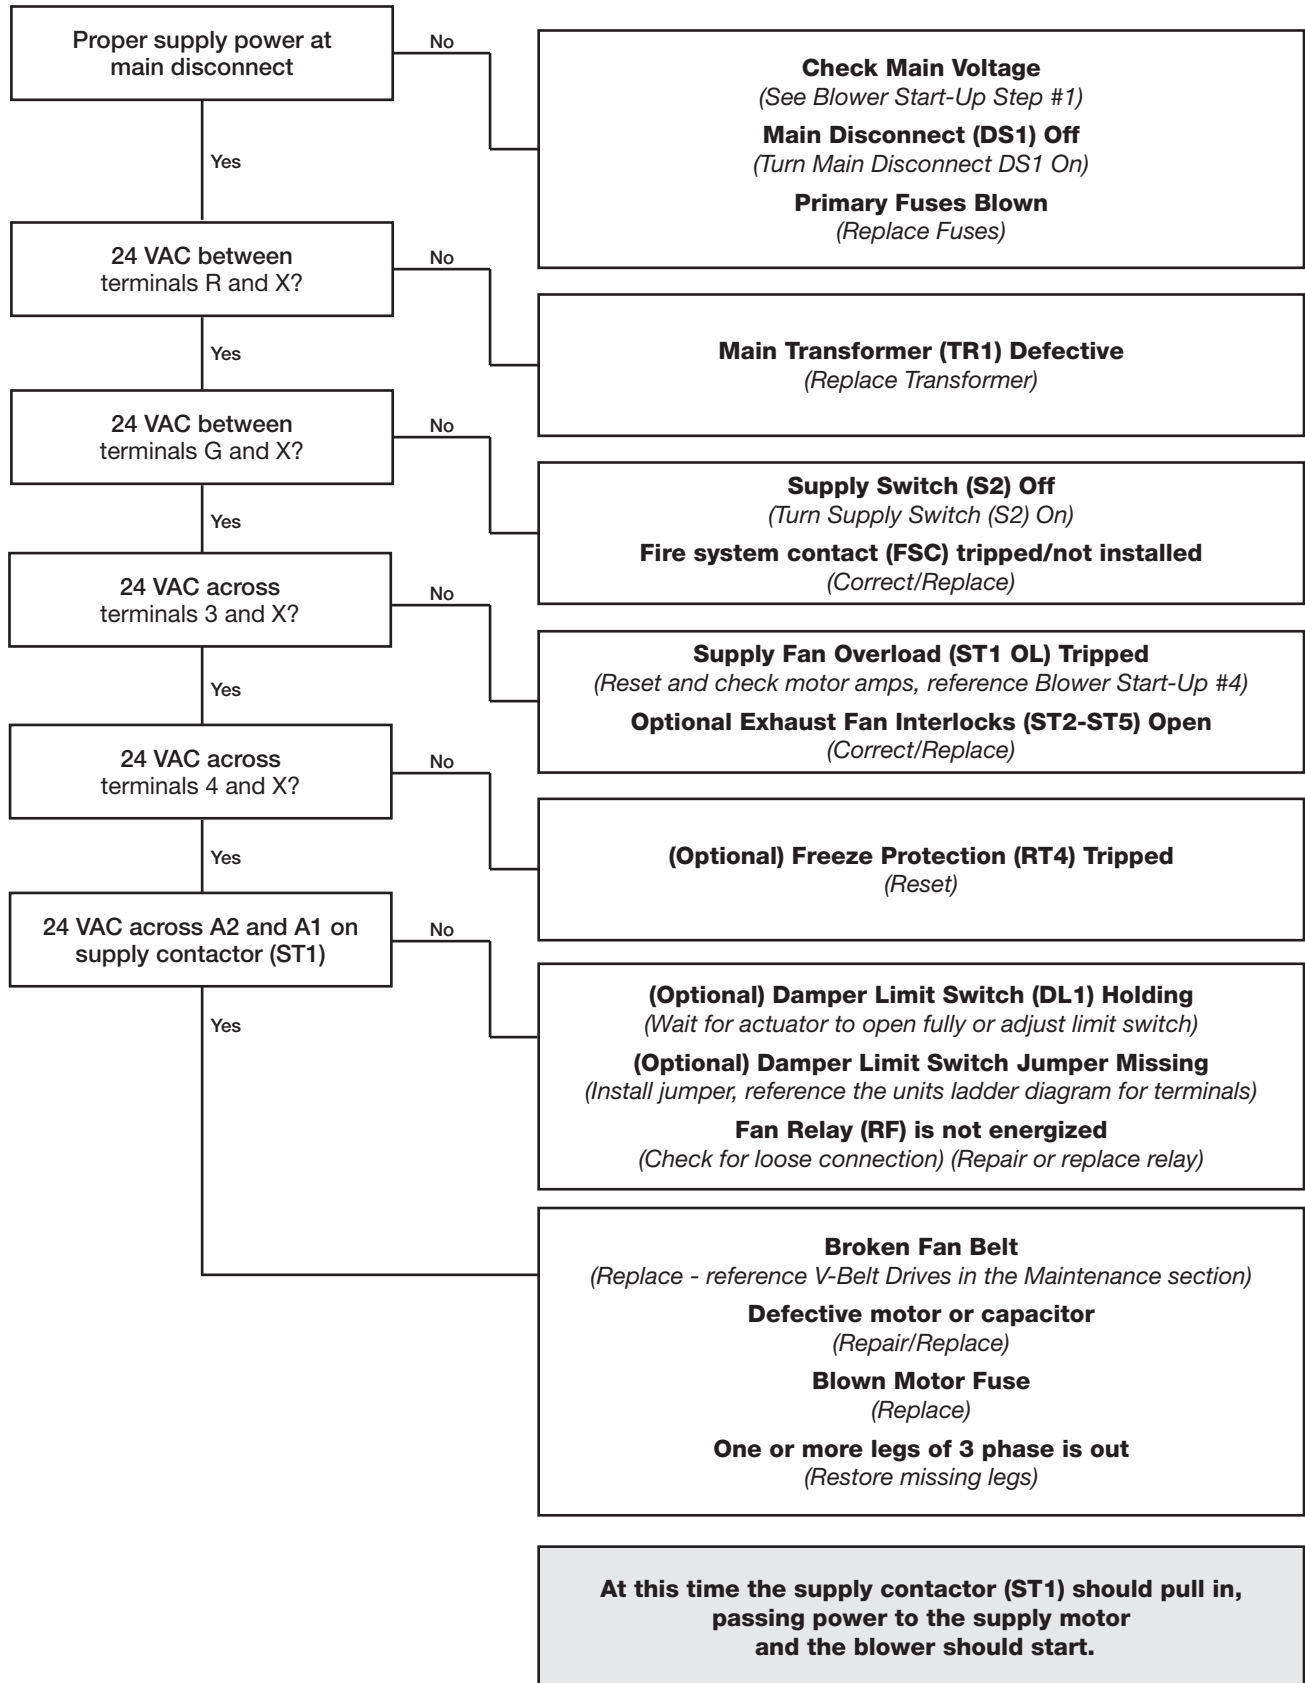 Proper supply power at
main disconnect
No
Check Main Voltage
(See Blower Start-Up Step #1)
Main Disconnect (DS1) Off
(Turn Main Disconnect DS1 On)
Primary Fuses Blown
(Replace Fuses)
Yes
24 VAC between
terminals R and X?
No
Main Transformer (TR1) Defective
(Replace Transformer)
Yes
24 VAC between
terminals G and X?
No
Supply Switch (S2) Off
(Turn Supply Switch (S2) On)
Fire system contact (FSC) tripped/not installed
(Correct/Replace)
Yes
24 VAC across
terminals 3 and X?
No
Supply Fan Overload (ST1 OL) Tripped
(Reset and check motor amps, reference Blower Start-Up #4)
Optional Exhaust Fan Interlocks (ST2-ST5) Open
(Correct/Replace)
Yes
24 VAC across
terminals 4 and X?
No
(Optional) Freeze Protection (RT4) Tripped
(Reset)
Yes
24 VAC across A2 and A1 on
supply contactor (ST1)
No
(Optional) Damper Limit Switch (DL1) Holding
(Wait for actuator to open fully or adjust limit switch)
(Optional) Damper Limit Switch Jumper Missing
(Install jumper, reference the units ladder diagram for terminals)
Fan Relay (RF) is not energized
(Check for loose connection) (Repair or replace relay)
Yes
Broken Fan Belt
(Replace - reference V-Belt Drives in the Maintenance section)
Defective motor or capacitor
(Repair/Replace)
Blown Motor Fuse
(Replace)
One or more legs of 3 phase is out
(Restore missing legs)
At this time the supply contactor (ST1) should pull in,
passing power to the supply motor
and the blower should start.